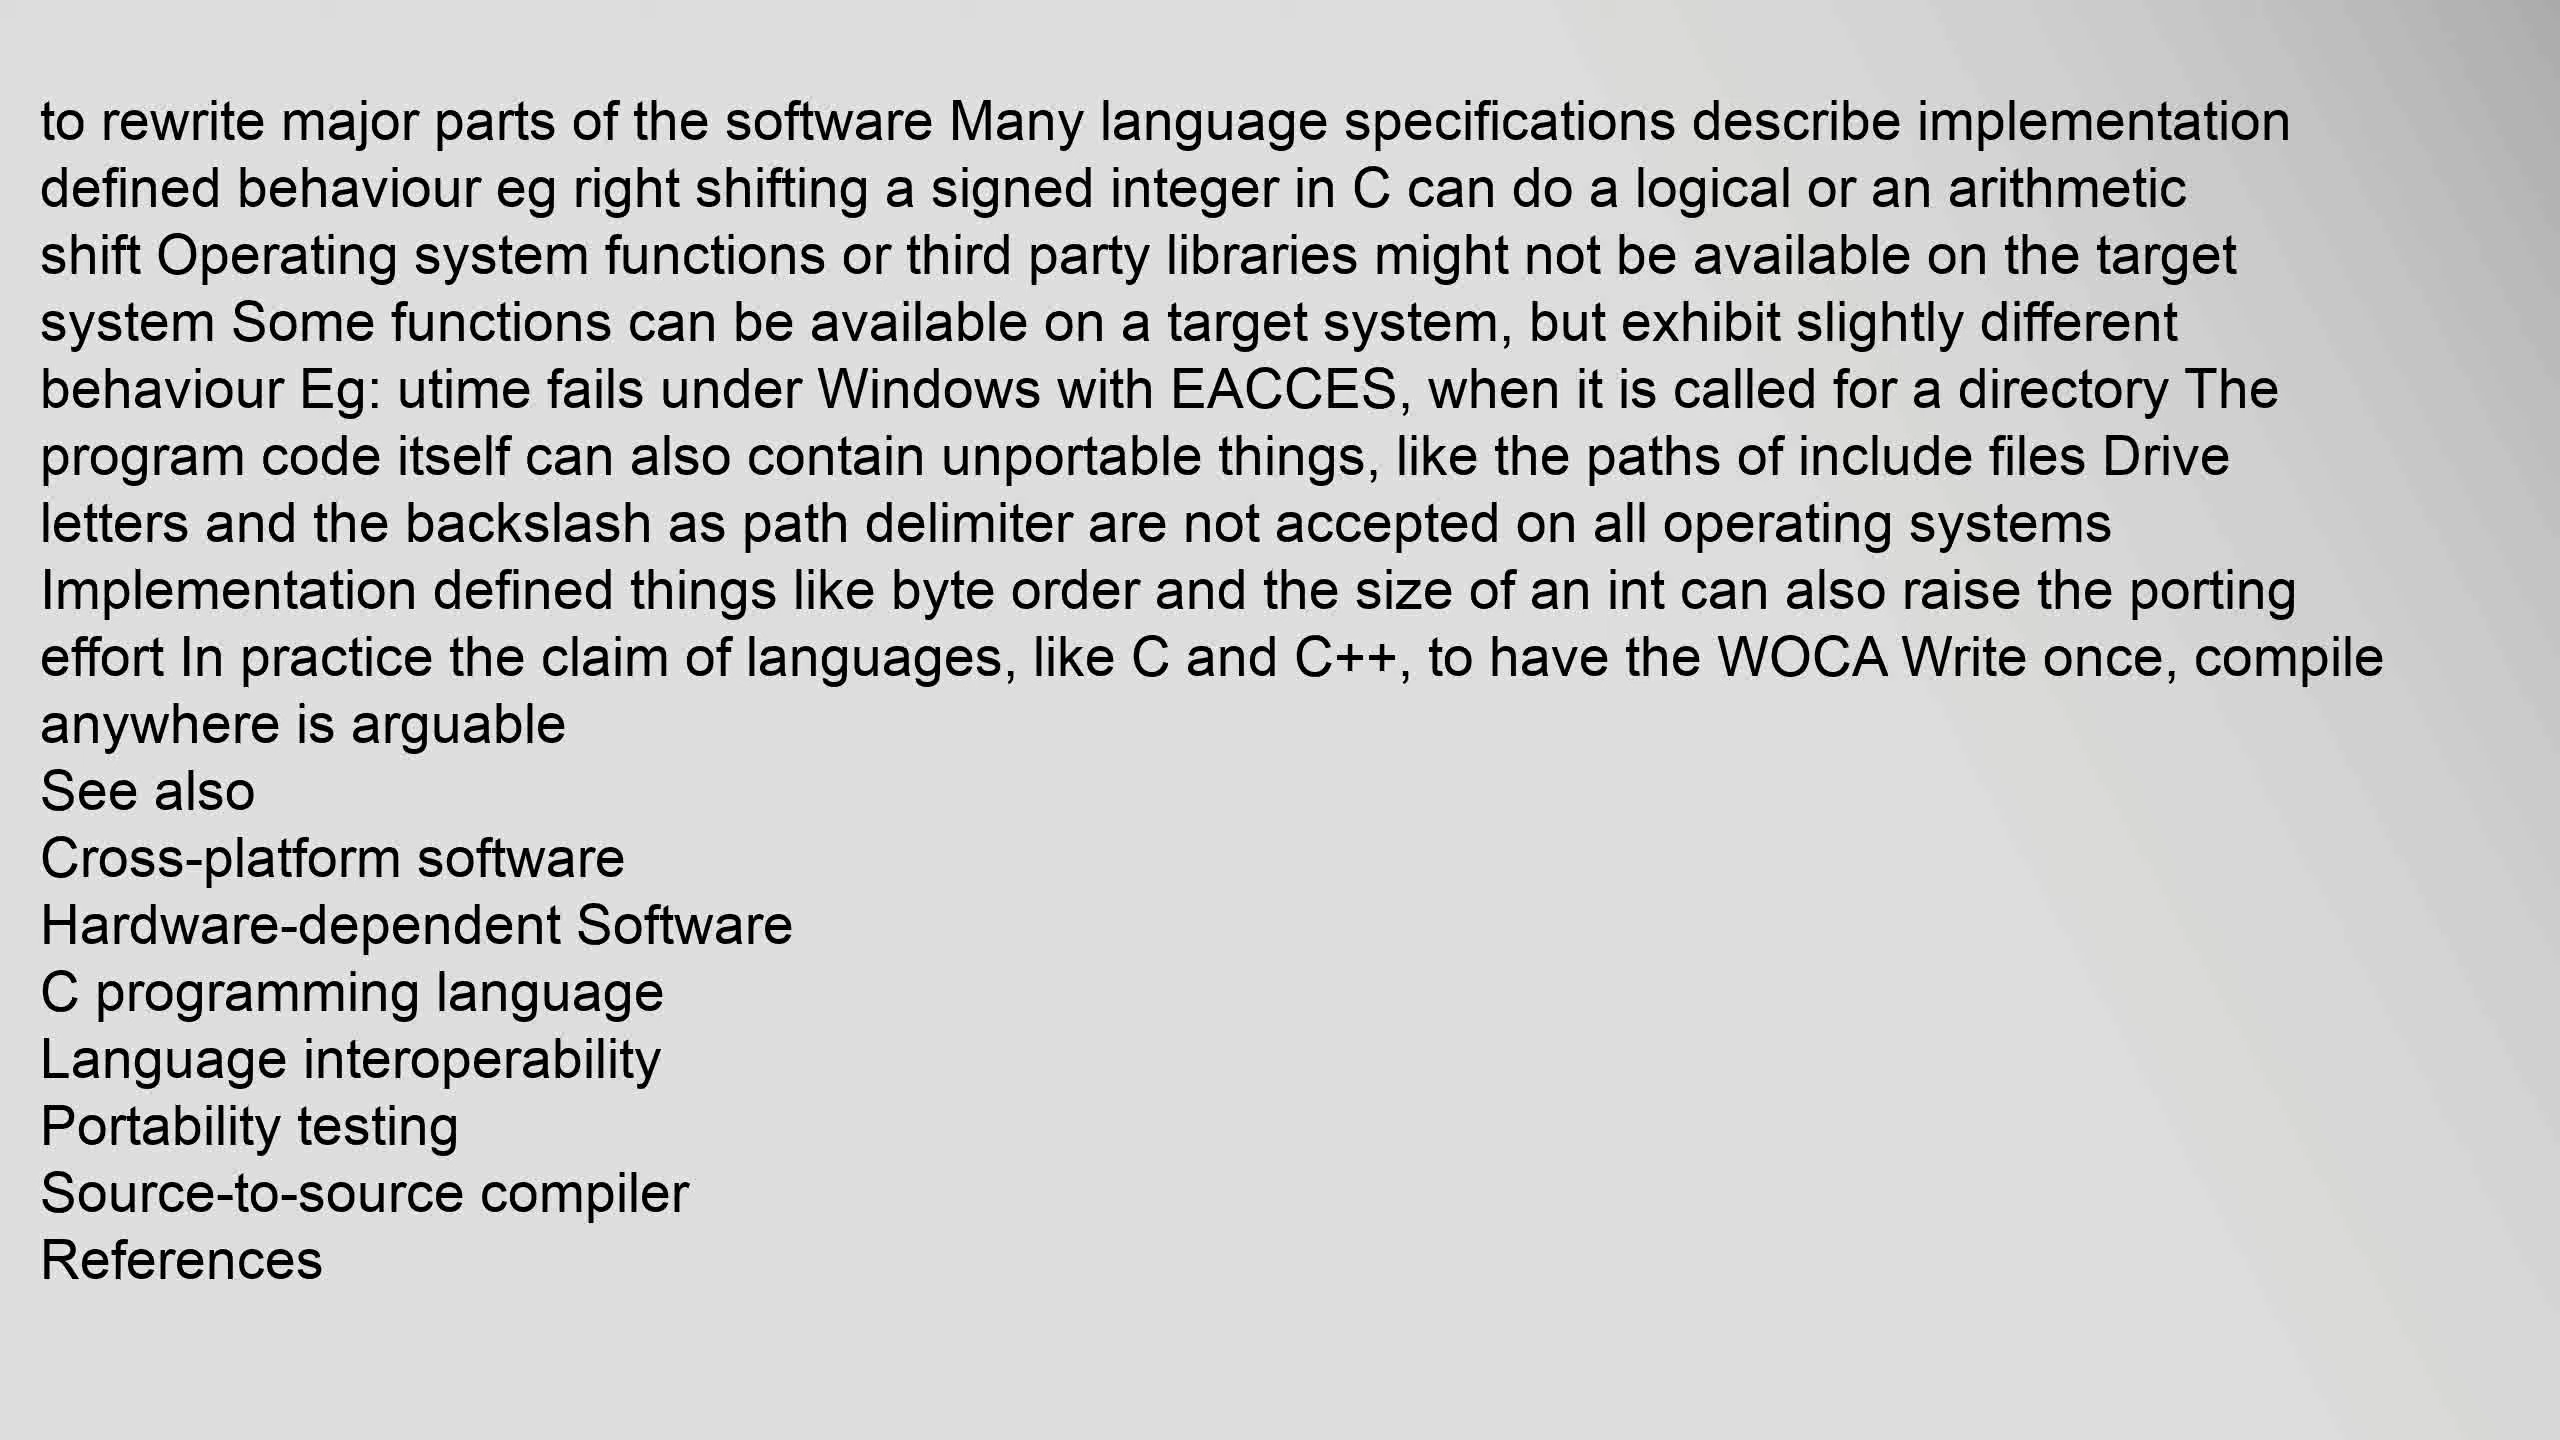 to rewrite major parts of the software Many language specifications describe implementation
defined behaviour eg right shifting a signed integer in C can do a logical or an arithmetic
shift Operating system functions or third party libraries might not be available on the target
system Some functions can be available on a target system, but exhibit slightly different
behaviour Eg: utime fails under Windows with EACCES, when it is called for a directory The
program code itself can also contain unportable things, like the paths of include files Drive
letters and the backslash as path delimiter are not accepted on all operating systems
Implementation defined things like byte order and the size of an int can also raise the porting
effort In practice the claim of languages, like C and C++, to have the WOCA Write once, compile
anywhere is arguable
See also
Cross-platform software
Hardware-dependent Software
C programming language
Language interoperability
Portability testing
Source-to-source compiler
References